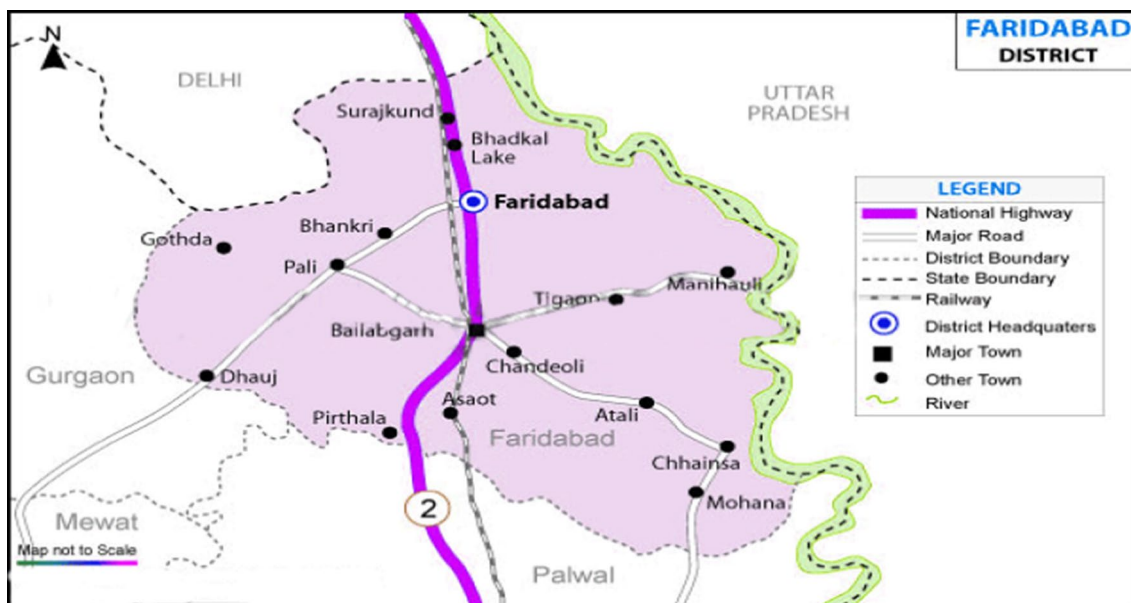 FARIDABAD
DISTRICT
N
DELHI
UTTAR
PRADESH
Surajkund
Bhadkal
Lake
Faridabad
Bhankri
Gothda
Pali
Manihauli
Tigaon
Bailabgarh
Chandeoli
Gurgaon
Dhauj
Asaot
Atali
Pirthala
Faridabad
Chhainsa
Mohana
2
Mewat
Map not to Scale
Palwal
LEGEND
National Highway
Major Road
District Boundary
State Boundary
Railway
District Headquaters
Major Town
Other Town
River